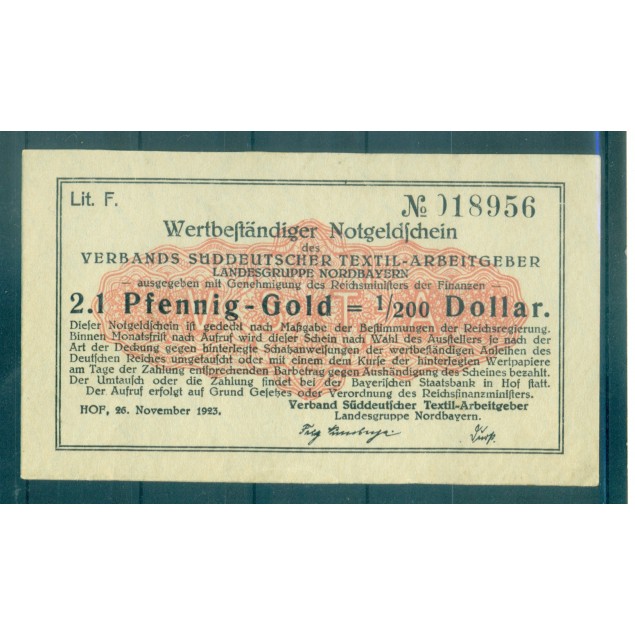 Lit. F.
№ 018956
Wertbeständiger Notgeldschein
des
VERBANDS SÜDDEUTSCHER TEXTIL-ARBEITGEBER
LANDESGRUPPE NORDBAYERN
— ausgegeben mit Genehmigung des Reichsministers der Finanzen —
2.1 Pfennig-Gold = 1/200 Dollar.
Dieser Notgeldschein ist gedeckt nach Maßgabe der Bestimmungen der Reichsregierung.
Binnen Monatsfrist nach Aufruf wird dieser Schein nach Wahl des Ausstellers je nach der
Art der Deckung gegen hinterlegte Schatzanweisungen der wertbeständigen Anleihen des
Deutschen Reiches umgetauscht oder mit einem dem Kurse der hinterlegten Wertpapiere
am Tage der Zahlung entsprechenden Barbetrag gegen Aushändigung des Scheines bezahlt.
Der Umtausch oder die Zahlung findet bei der Bayerischen Staatsbank in Hof statt.
Der Aufruf erfolgt auf Grund Gesetzes oder Verordnung des Reichsfinanzministers.
HOF, 26. November 1923.
Verband Süddeutscher Textil-Arbeitgeber
Landesgruppe Nordbayern.